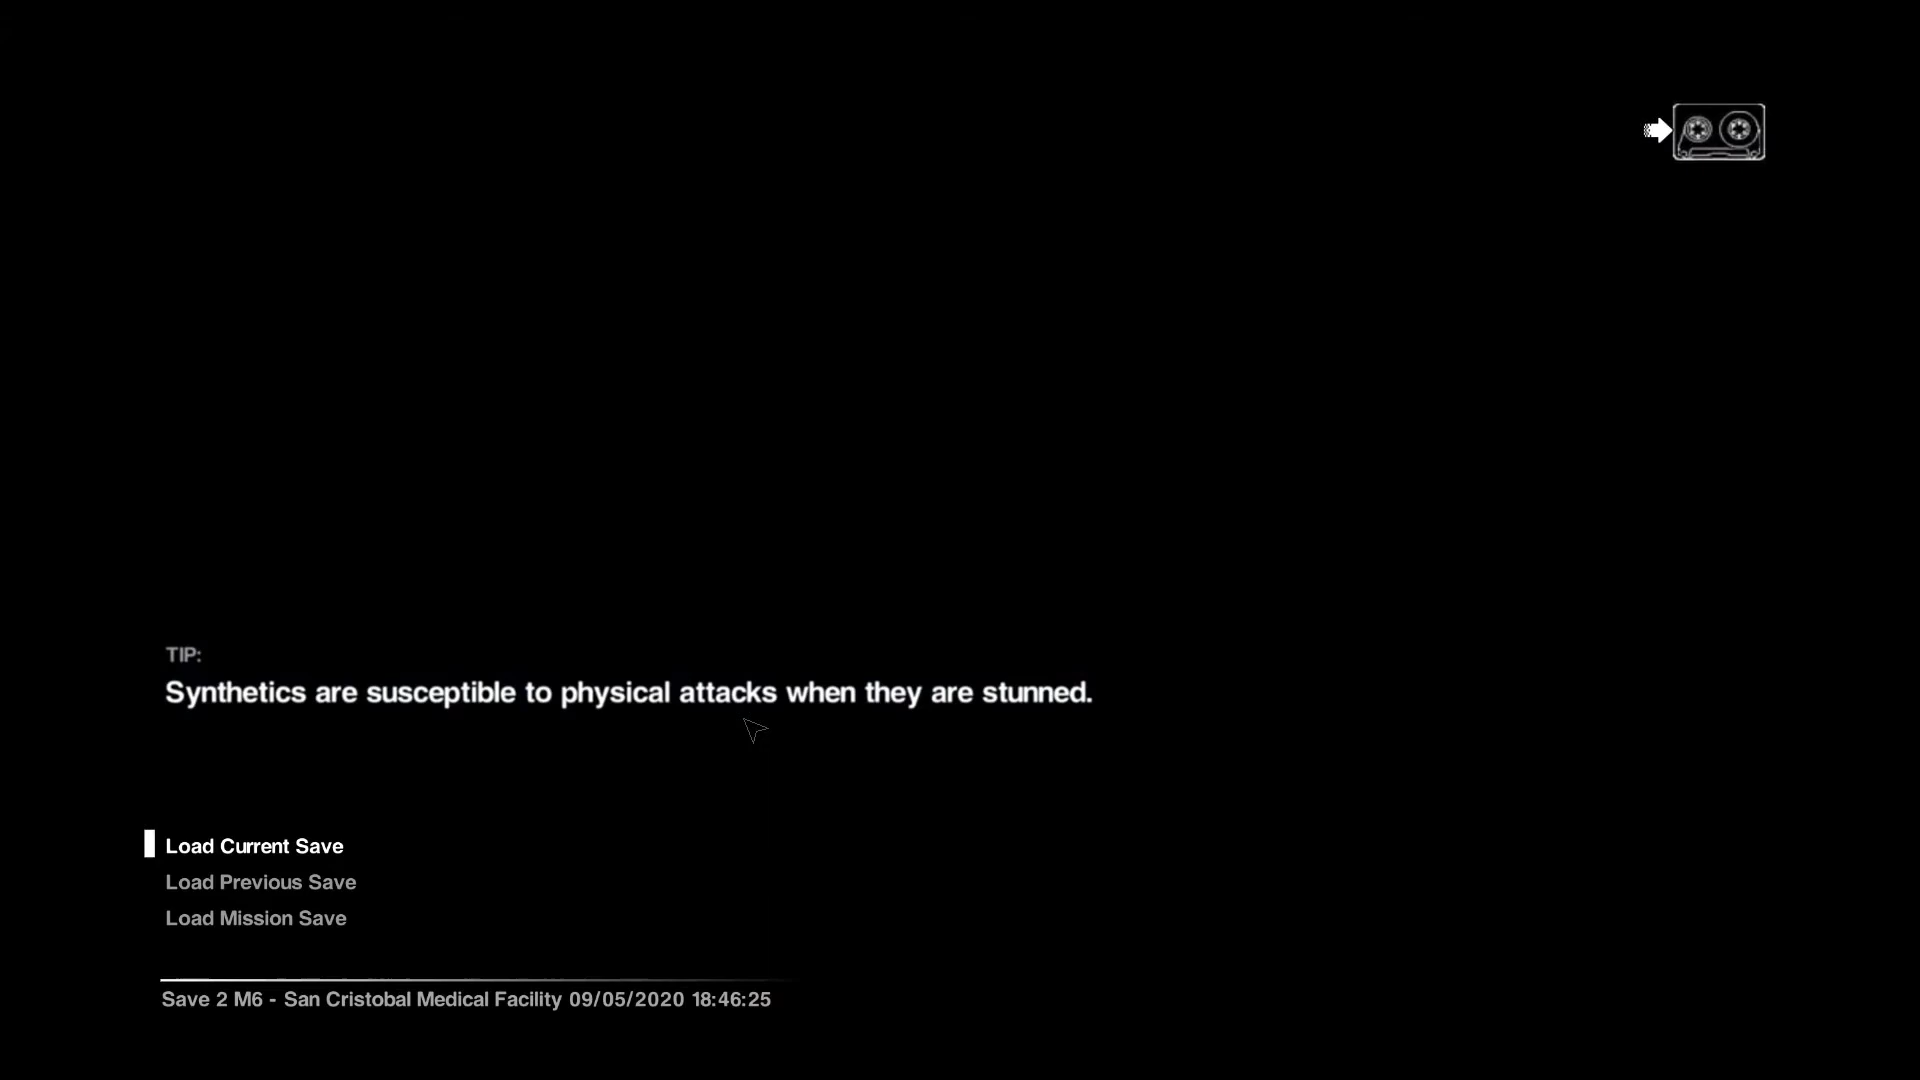 TIP:
Synthetics are susceptible to physical attacks when they are stunned.
Load Current Save
Load Previous Save
Load Mission Save
Save 2 M6 - San Cristobal Medical Facility 09/05/2020 18:46:25